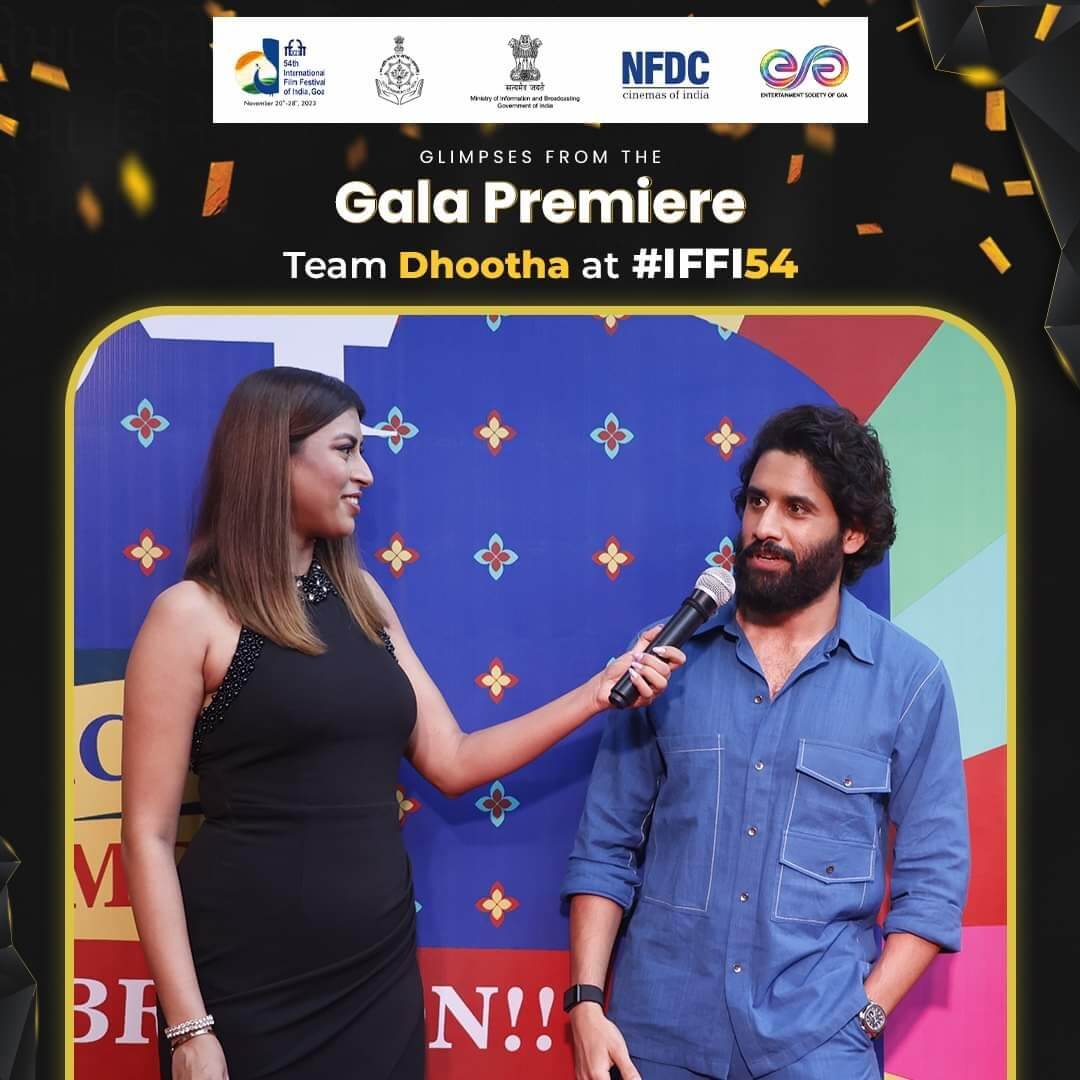 54th
International
Film Festival
of India, Goa
November 20th-28th, 2023
सत्यमेव जयते
Ministry of Information and Broadcasting
Government of India
NFDC
cinemas of india
ENTERTAINMENT SOCIETY OF GOA
GLIMPSES FROM THE
Gala Premiere
Team Dhootha at #IFFI54
N!!